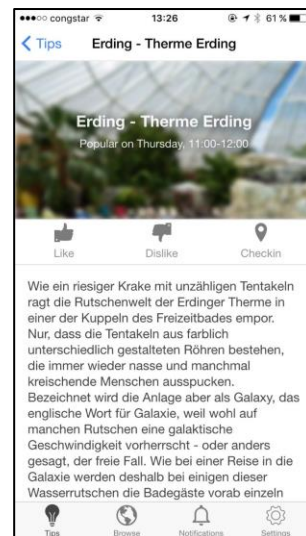 ●●●○○ congstar 13:26 61 %
Tips Erding - Therme Erding
Erding - Therme Erding
Popular on Thursday, 11:00-12:00
Like Dislike Checkin
Wie ein riesiger Krake mit unzähligen Tentakeln
ragt die Rutschenwelt der Erdinger Therme in
einer der Kuppeln des Freizeitbades empor.
Nur, dass die Tentakeln aus farblich
unterschiedlich gestalteten Röhren bestehen,
die immer wieder nasse und manchmal
kreischende Menschen ausspucken.
Bezeichnet wird die Anlage aber als Galaxy, das
englische Wort für Galaxie, weil wohl auf
manchen Rutschen eine galaktische
Geschwindigkeit vorherrscht - oder anders
gesagt, der freie Fall. Wie bei einer Reise in die
Galaxie werden deshalb bei einigen dieser
Wasserrutschen die Badegäste vorab einzeln
Tips Browse Notifications Settings